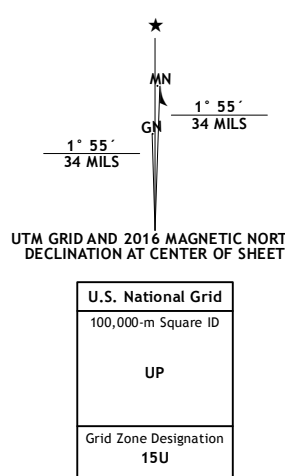 ★
MN
GN
1° 55´
34 MILS
1° 55´
34 MILS
UTM GRID AND 2016 MAGNETIC NORT
DECLINATION AT CENTER OF SHEET
U.S. National Grid
100,000-m Square ID
UP
Grid Zone Designation
15U